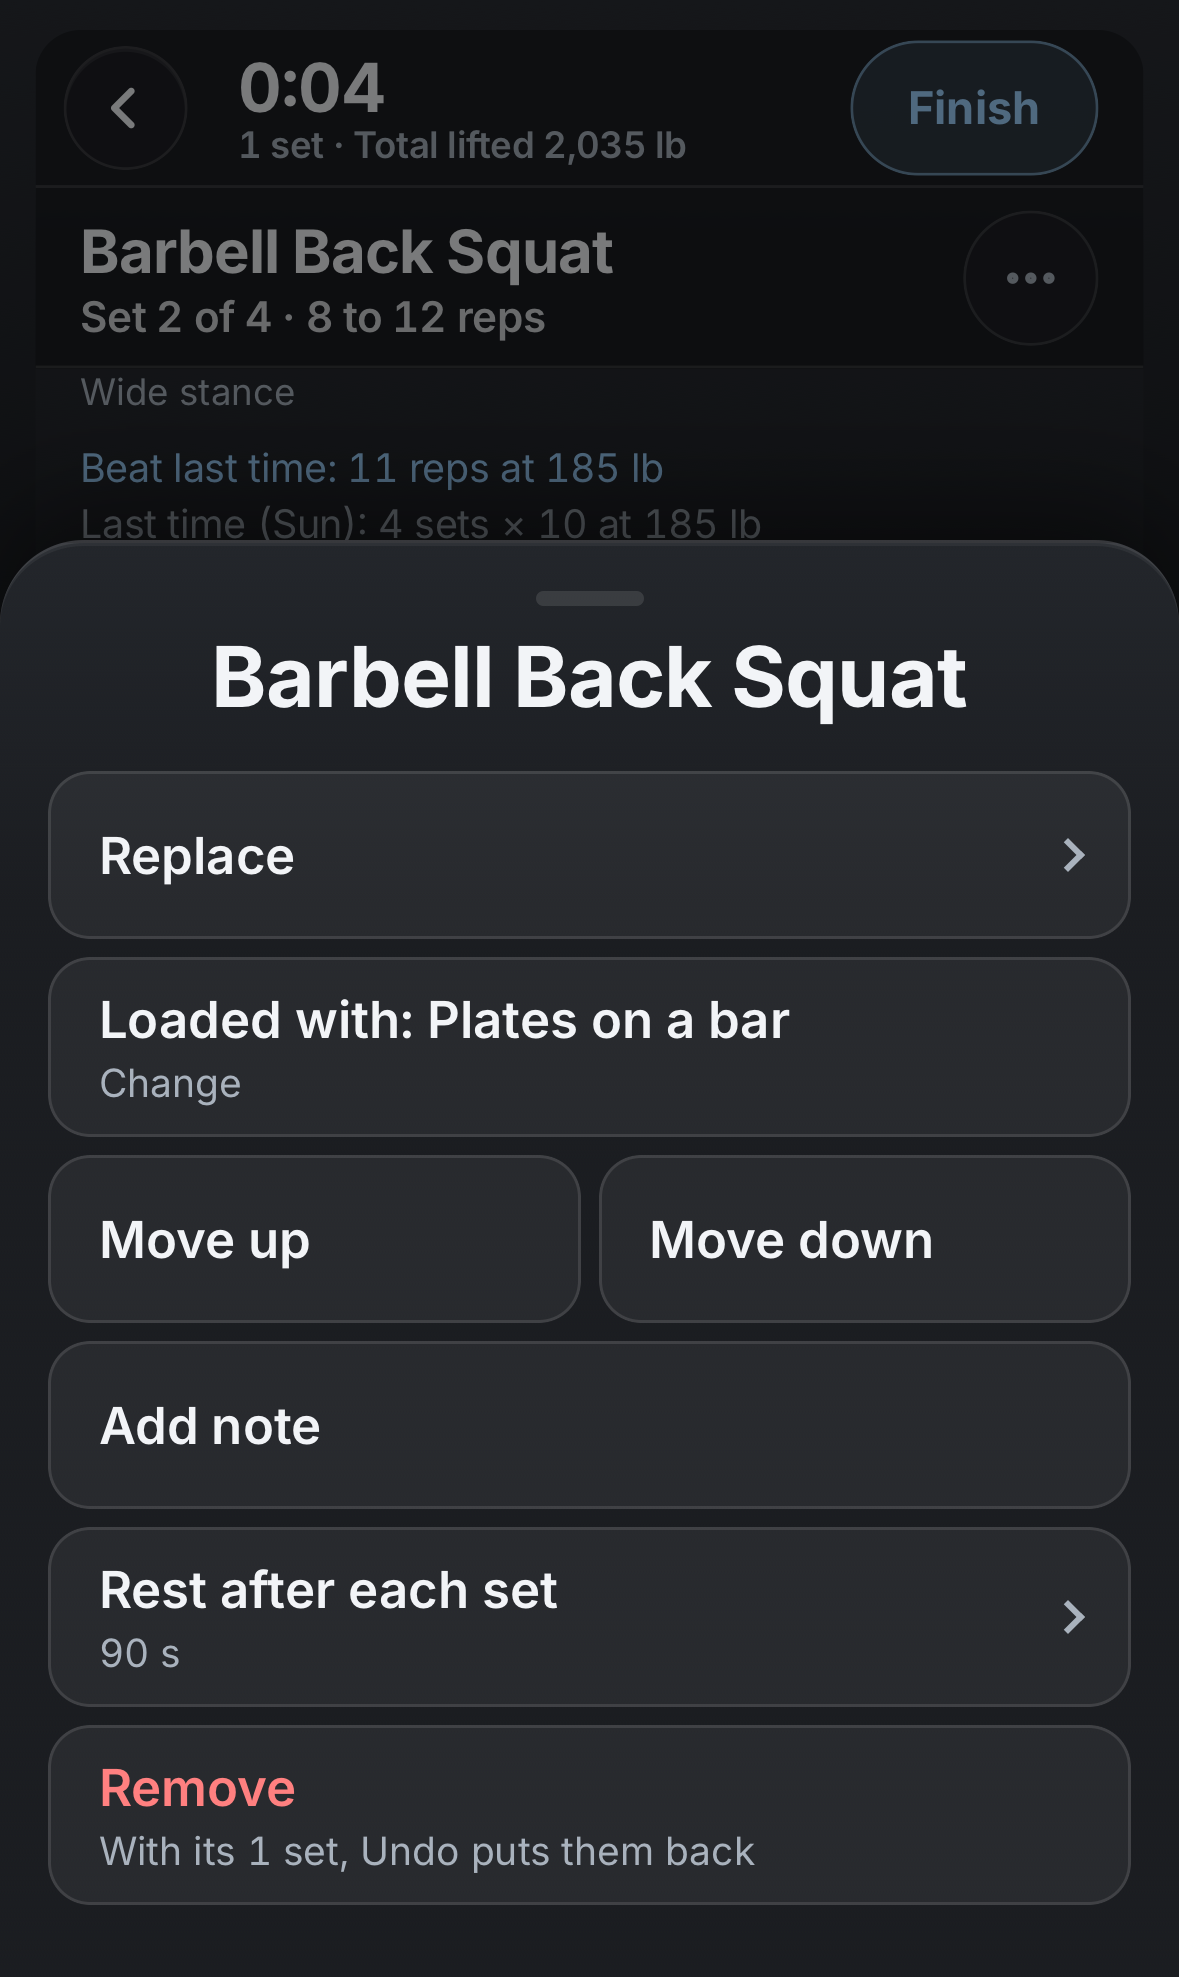 0:04
Finish
1 set · Total lifted 2,035 lb
Barbell Back Squat
Set 2 of 4 · 8 to 12 reps
Wide stance
Beat last time: 11 reps at 185 lb
Last time (Sun): 4 sets × 10 at 185 lb
Barbell Back Squat
Replace
Loaded with: Plates on a bar
Change
Move up
Move down
Add note
Rest after each set
90 s
Remove
With its 1 set, Undo puts them back